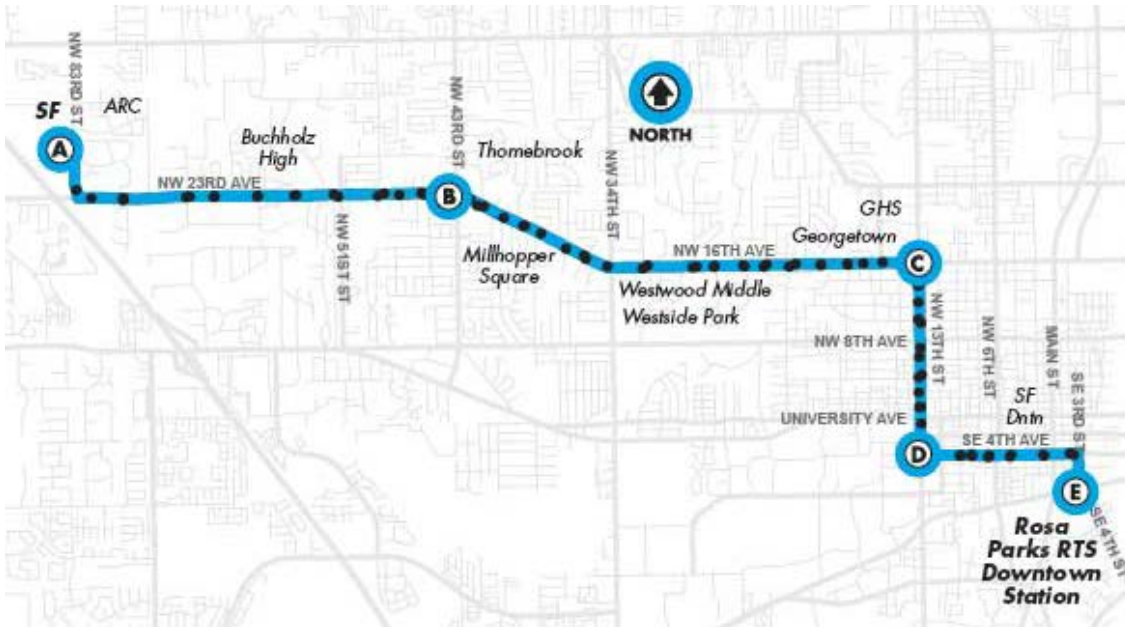 NW 83RD ST
SF
ARC
A
NW 23RD AVE
Buchholz
High
NW 51ST ST
NW 43RD ST
B
Thornebrook
Millhopper
Square
NORTH
NW 34TH ST
NW 16TH AVE
Westwood Middle
Westside Park
GHS
Georgetown
C
NW 13TH ST
NW 8TH AVE
UNIVERSITY AVE
D
NW 6TH ST
MAIN ST
SE 3RD ST
SF
Dntn
SE 4TH AVE
E
SE 4TH ST
Rosa
Parks RTS
Downtown
Station